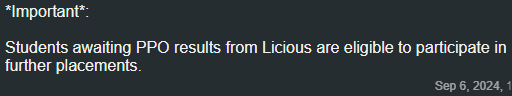 *Important*:
Students awaiting PPO results from Licious are eligible to participate in
further placements.
Sep 6, 2024, 1